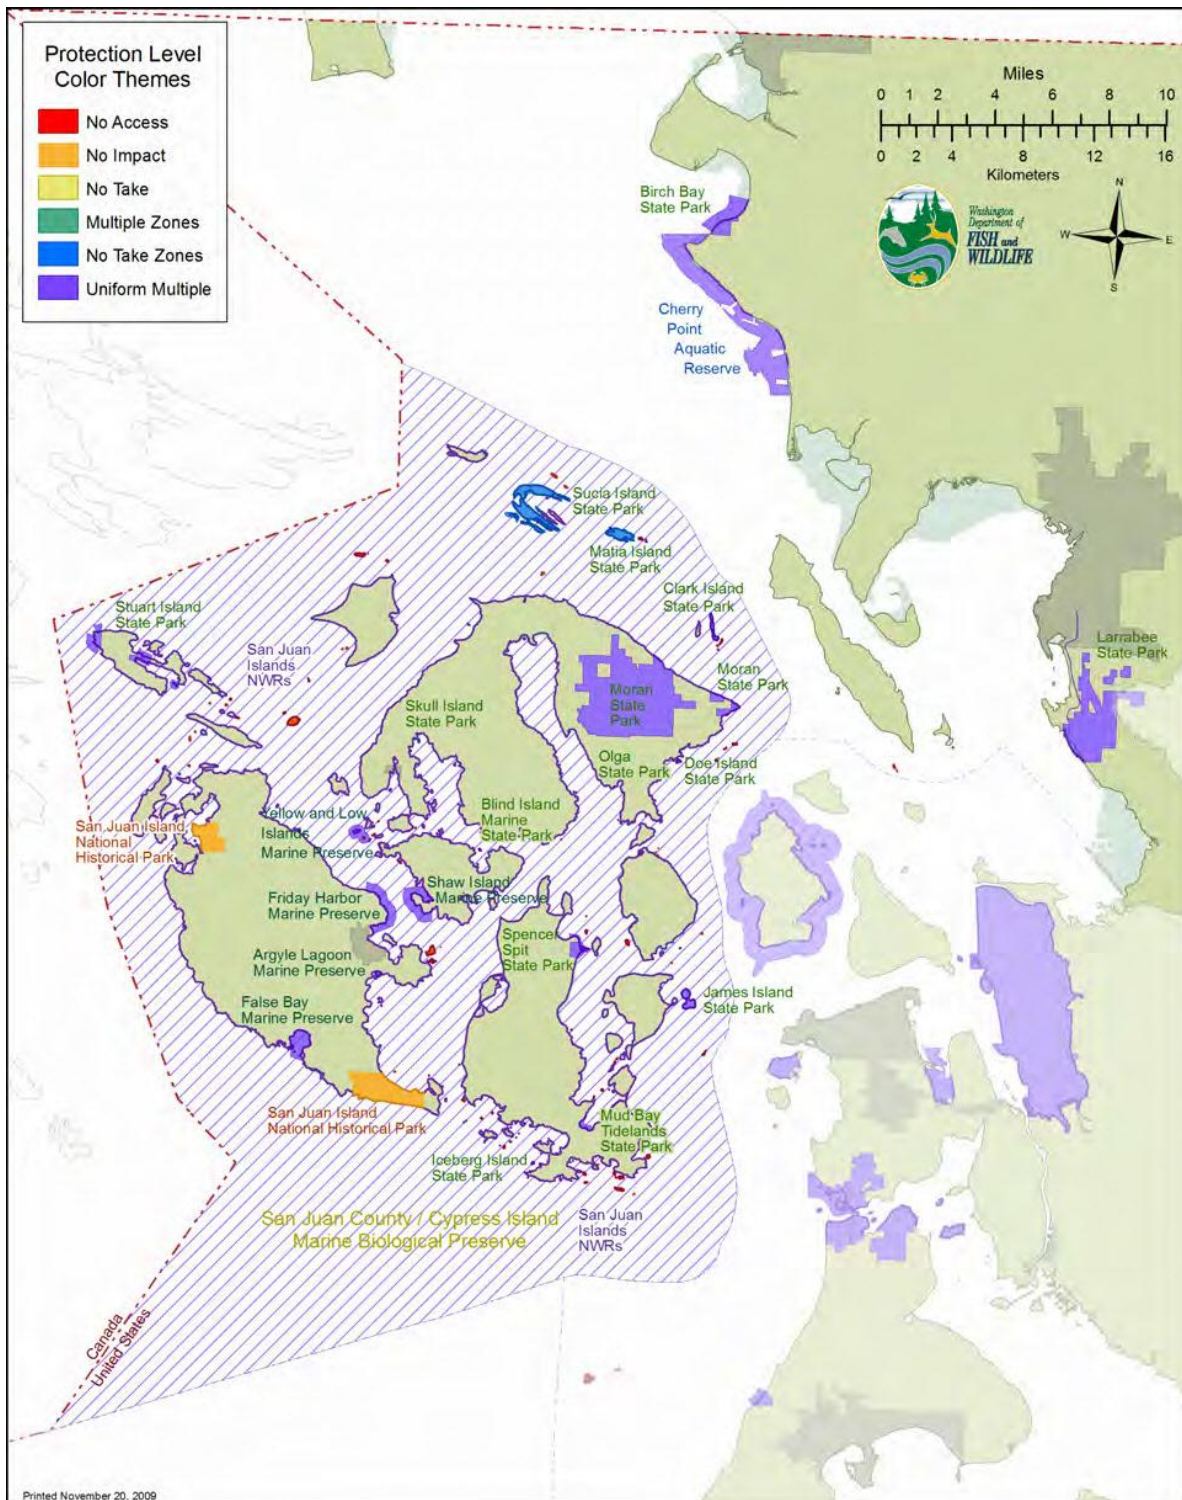 Protection Level
Color Themes
No Access
No Impact
No Take
Multiple Zones
No Take Zones
Uniform Multiple
Miles
0 1 2 4 6 8 10
0 2 4 8 12 16
Kilometers
Washington
Department of
FISH and
WILDLIFE
N
W
E
S
Birch Bay
State Park
Cherry
Point
Aquatic
Reserve
Sucia Island
State Park
Matia Island
State Park
Clark Island
State Park
Stuart Island
State Park
San Juan
Islands
NWRs
Larrabee
State Park
Moran
State Park
Moran
State
Park
Skull Island
State Park
Olga
State Park
Doe Island
State Park
Blind Island
Marine
State Park
Yellow and Low
Islands
Marine Preserve
San Juan Island
National
Historical Park
Shaw Island
Marine Preserve
Friday Harbor
Marine Preserve
Spencer
Spit
State Park
Argyle Lagoon
Marine Preserve
James Island
State Park
False Bay
Marine Preserve
San Juan Island
National Historical Park
Mud Bay
Tidelands
State Park
Iceberg Island
State Park
San Juan County / Cypress Island
Marine Biological Preserve
San Juan
Islands
NWRs
Canada
United States
Printed November 20, 2009